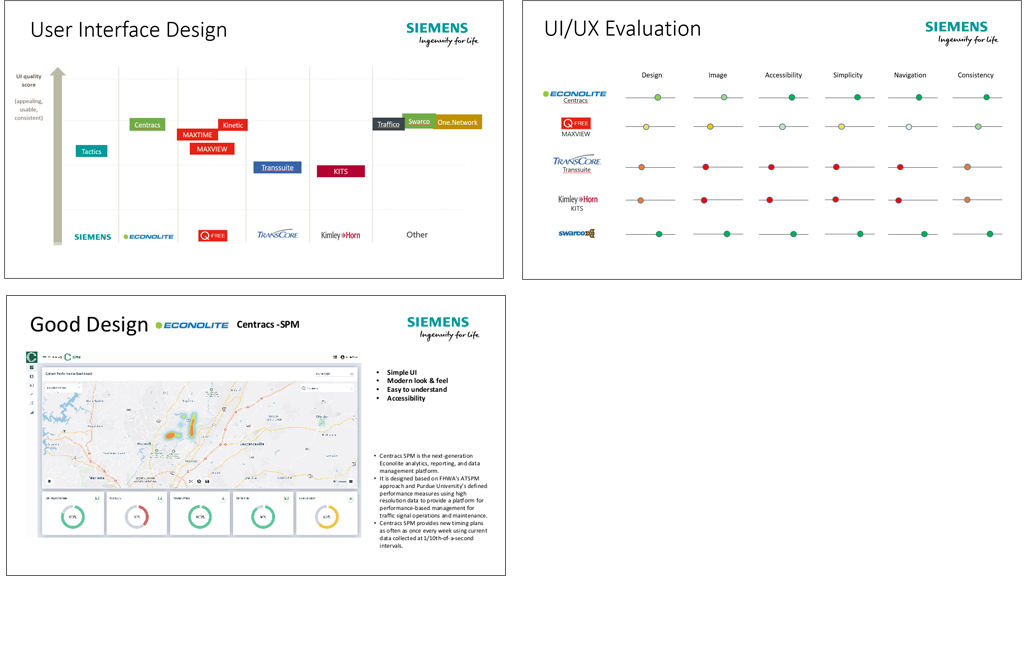 User Interface Design
SIEMENS
Ingenuity for life
UI quality
score
(appealing,
usable,
consistent)
Centracs
Kinetic
MAXTIME
MAXVIEW
Tactics
Transsuite
KITS
Traffico
Swarco
One.Network
SIEMENS
ECONOLITE
Q-FREE
TRANSCORE
Kimley»Horn
Other
UI/UX Evaluation
SIEMENS
Ingenuity for life
Design
Image
Accessibility
Simplicity
Navigation
Consistency
ECONOLITE
Centracs
Q-FREE
MAXVIEW
TRANSCORE
Transsuite
Kimley»Horn
KITS
swarco
Good Design
ECONOLITE
Centracs -SPM
SIEMENS
Ingenuity for life
SPM
• Simple UI
• Modern look & feel
• Easy to understand
• Accessibility
• Centracs SPM is the next-generation
Econolite analytics, reporting, and data
management platform.
• It is designed based on FHWA's ATSPM
approach and Purdue University's defined
performance measures using high
resolution data to provide a platform for
performance-based management for
traffic signal operations and maintenance.
• Centracs SPM provides new timing plans
as often as once every week using current
data collected at 1/10th-of-a-second
intervals.